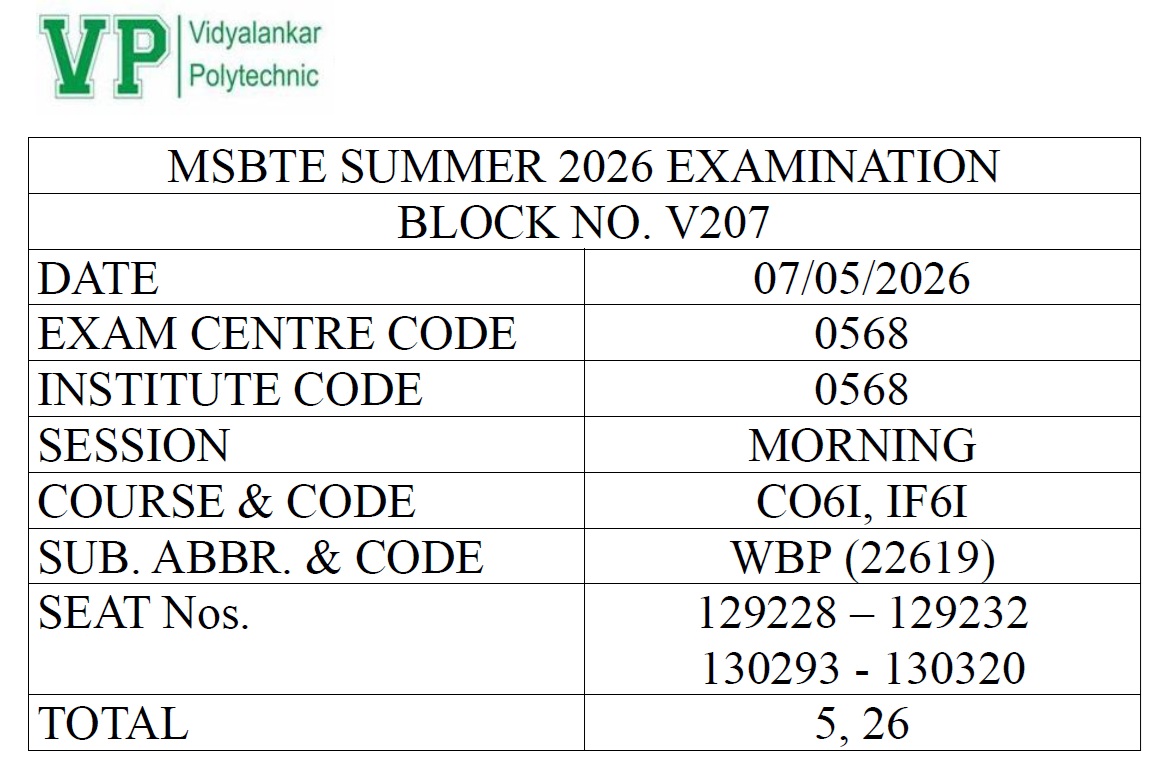 VP Vidyalankar
Polytechnic
MSBTE SUMMER 2026 EXAMINATION
BLOCK NO. V207
DATE 07/05/2026
EXAM CENTRE CODE 0568
INSTITUTE CODE 0568
SESSION MORNING
COURSE & CODE CO6I, IF6I
SUB. ABBR. & CODE WBP (22619)
SEAT Nos. 129228 – 129232
130293 - 130320
TOTAL 5, 26